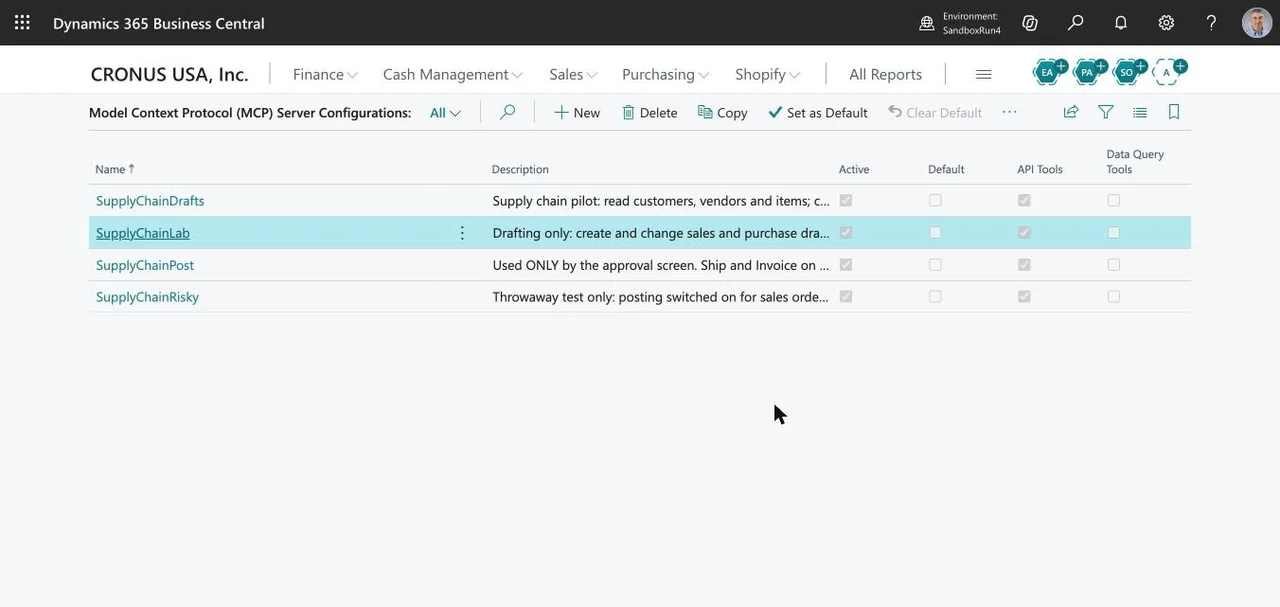 Dynamics 365 Business Central
Environment:
SandboxRun4
?
CRONUS USA, Inc.
Finance
Cash Management
Sales
Purchasing
Shopify
All Reports
EA
PA
SO
A
Model Context Protocol (MCP) Server Configurations:
All
New
Delete
Copy
Set as Default
Clear Default
Name ↑
Description
Active
Default
API Tools
Data Query
Tools
SupplyChainDrafts
Supply chain pilot: read customers, vendors and items; c...
SupplyChainLab
Drafting only: create and change sales and purchase dra...
SupplyChainPost
Used ONLY by the approval screen. Ship and Invoice on ...
SupplyChainRisky
Throwaway test only: posting switched on for sales orde...